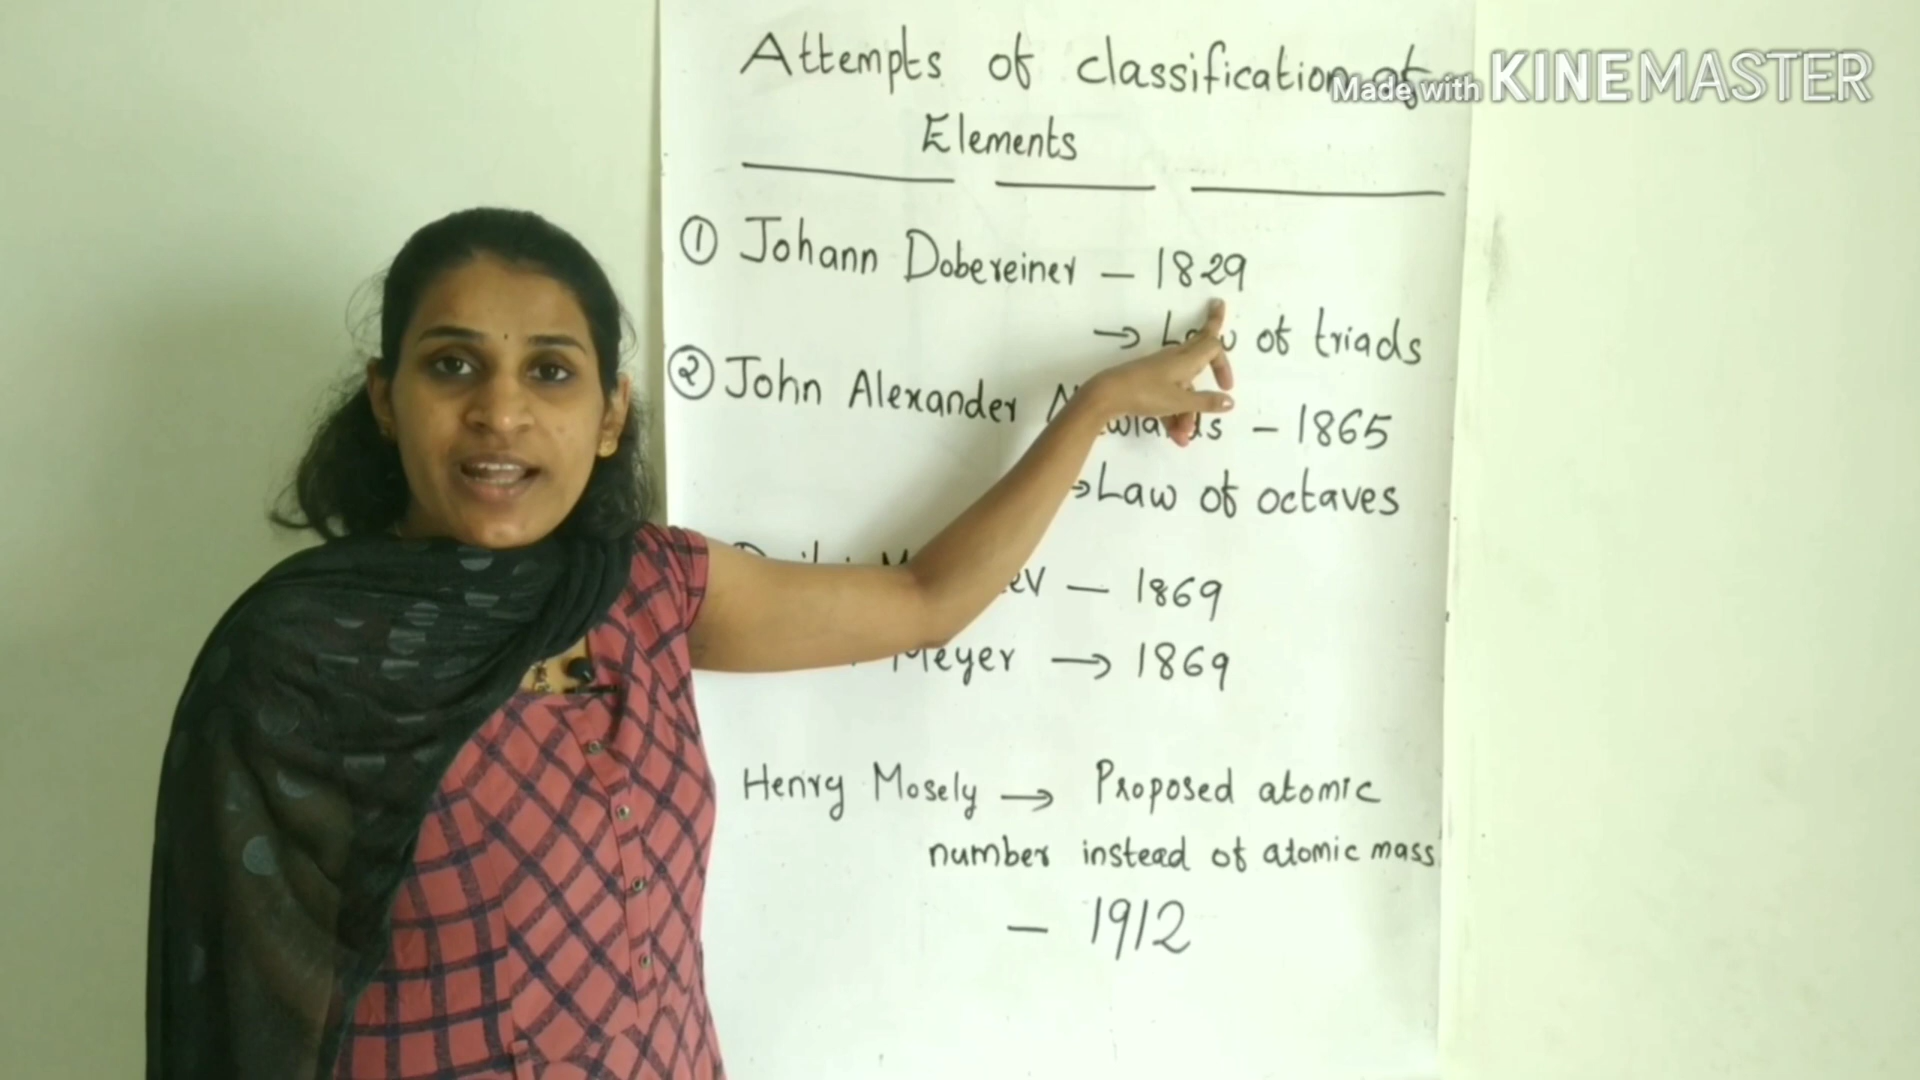 Attempts of classification of
Made with KINEMASTER
Elements
① Johann Dobereiner – 1829
→ Law of triads
② John Alexander – 1865
→ Law of octaves
– 1869
Meyer → 1869
Henry Mosely → Proposed atomic
number instead of atomic mass
– 1912